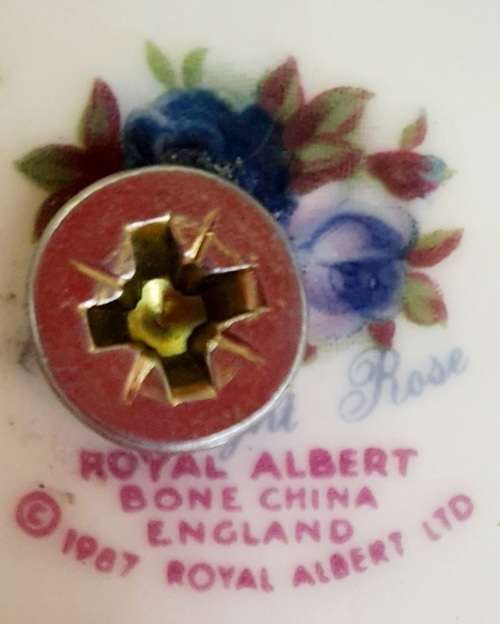 Rose
ROYAL ALBERT
BONE CHINA
ENGLAND
© 1987 ROYAL ALBERT LTD